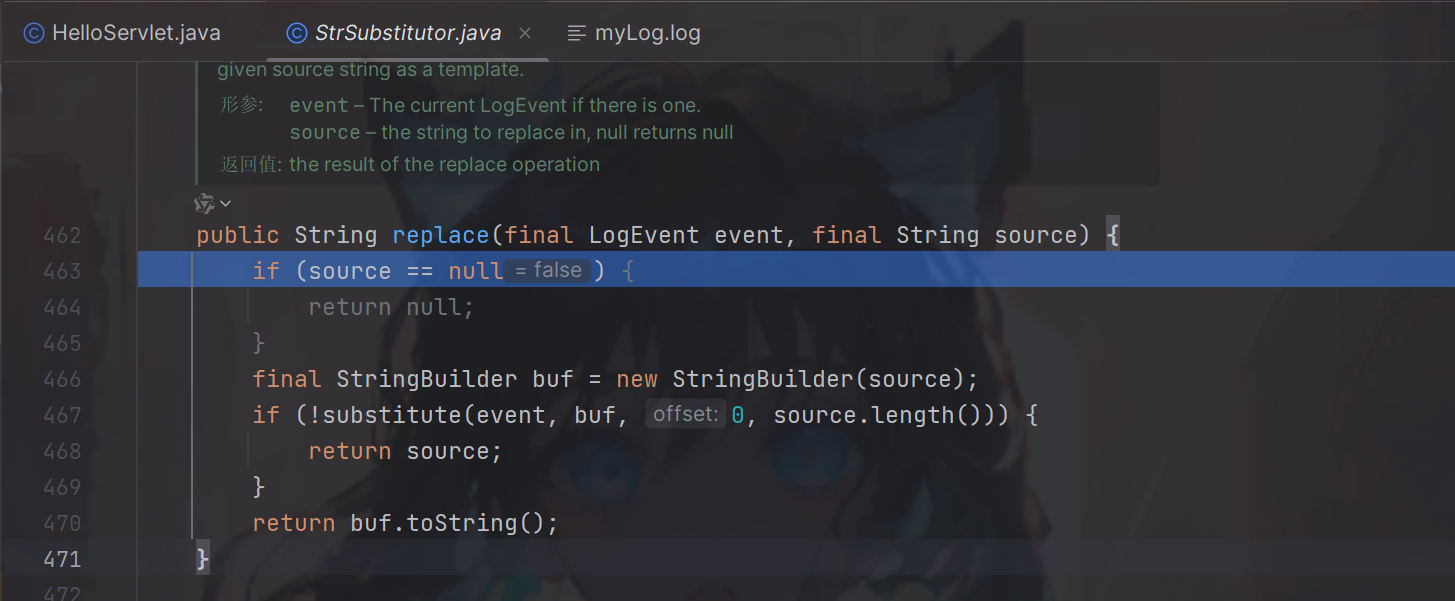 HelloServlet.java StrSubstitutor.java myLog.log
given source string as a template.
形参: event – The current LogEvent if there is one.
source – the string to replace in, null returns null
返回值: the result of the replace operation
462 public String replace(final LogEvent event, final String source) {
463 if (source == null = false ) {
464 return null;
465 }
466 final StringBuilder buf = new StringBuilder(source);
467 if (!substitute(event, buf, offset: 0, source.length())) {
468 return source;
469 }
470 return buf.toString();
471 }
472